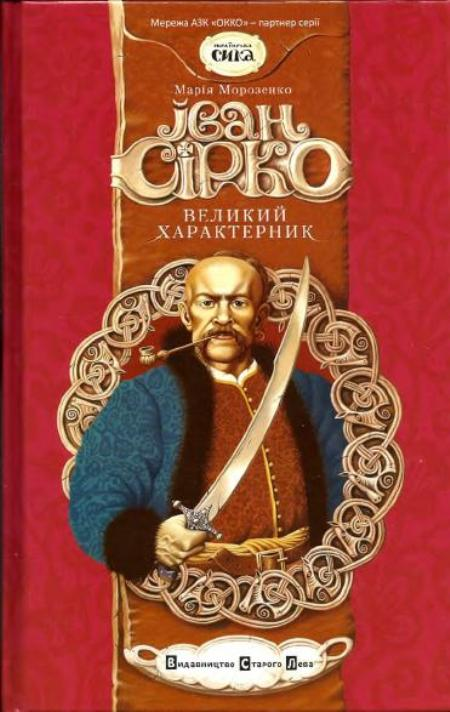 Мережа АЗК «ОККО» – партнер серії
українська
сила
Марія Морозенко
Іван
Сірко
ВЕЛИКИЙ
ХАРАКТЕРНИК
Видавництво Старого Лева